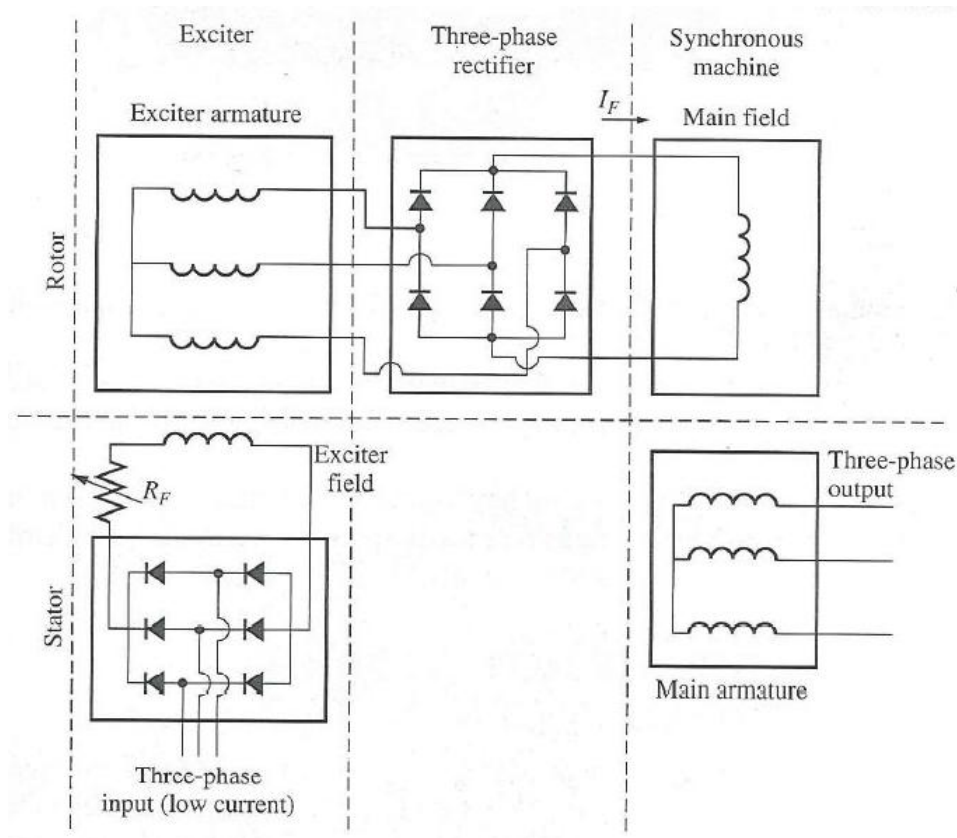 Exciter
Three-phase
rectifier
Synchronous
machine
Exciter armature
I_F
Main field
Rotor
Exciter
field
R_F
Three-phase
output
Stator
Main armature
Three-phase
input (low current)